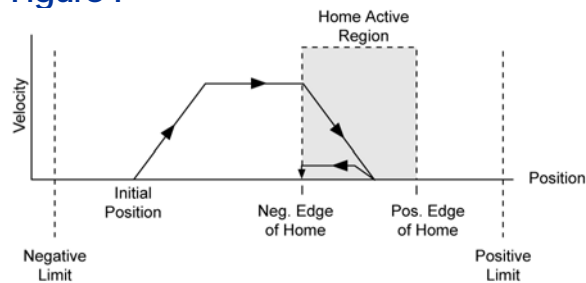 Figure
Home Active
Region
Velocity
Position
Initial
Position
Neg. Edge
of Home
Pos. Edge
of Home
Negative
Limit
Positive
Limit